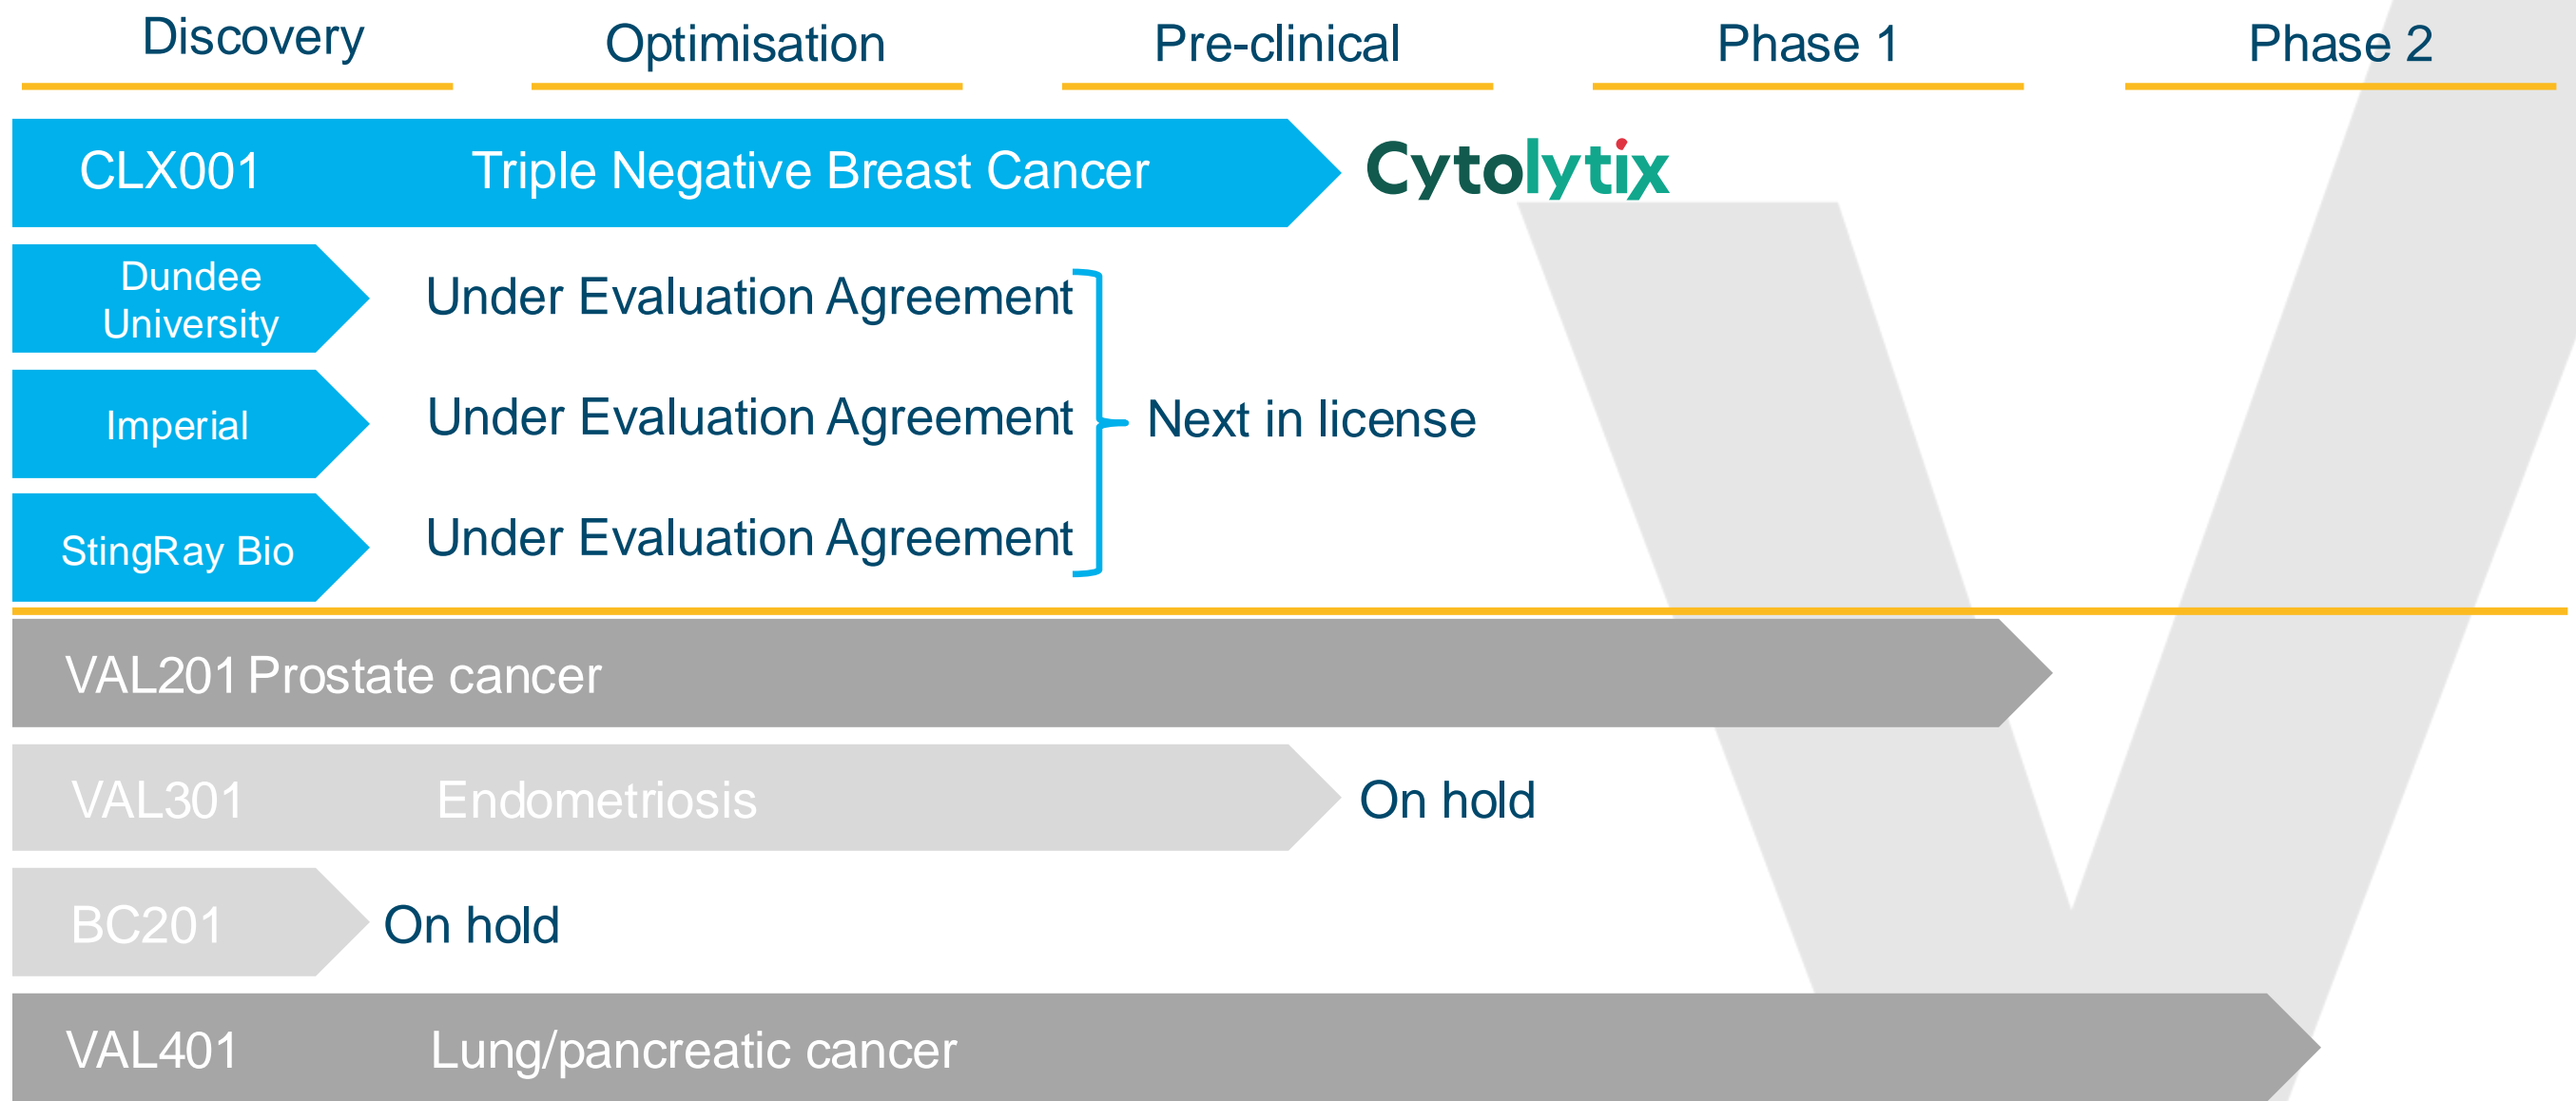 Discovery Optimisation Pre-clinical Phase 1 Phase 2
CLX001 Triple Negative Breast Cancer Cytolytix
Dundee
University
Under Evaluation Agreement
Imperial Under Evaluation Agreement Next in license
StingRay Bio Under Evaluation Agreement
VAL201 Prostate cancer
VAL301 Endometriosis On hold
BC201 On hold
VAL401 Lung/pancreatic cancer